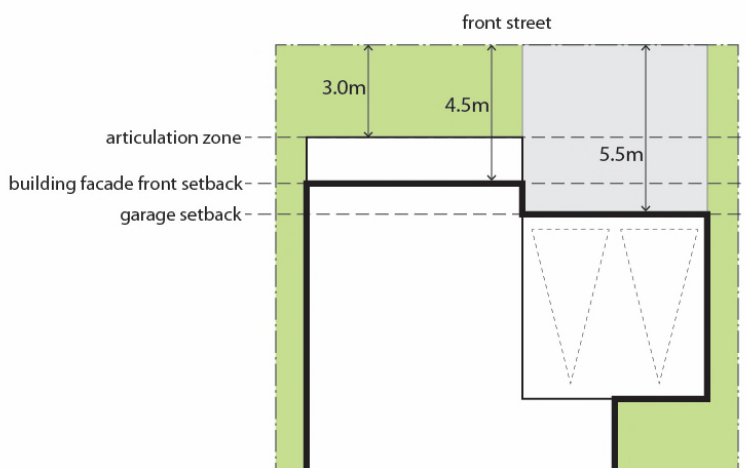 front street
3.0m
4.5m
articulation zone
5.5m
building facade front setback
garage setback